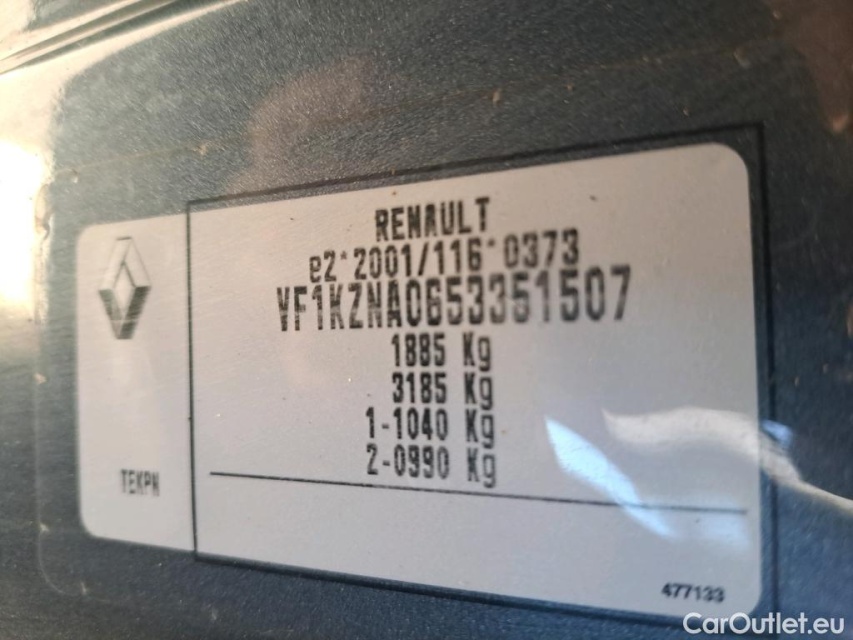 RENAULT
e2*2001/116*0373
VF1KZNA0653351507
1885 Kg
3185 Kg
1-1040 Kg
2-0990 Kg
TEKPN
477133
CarOutlet.eu